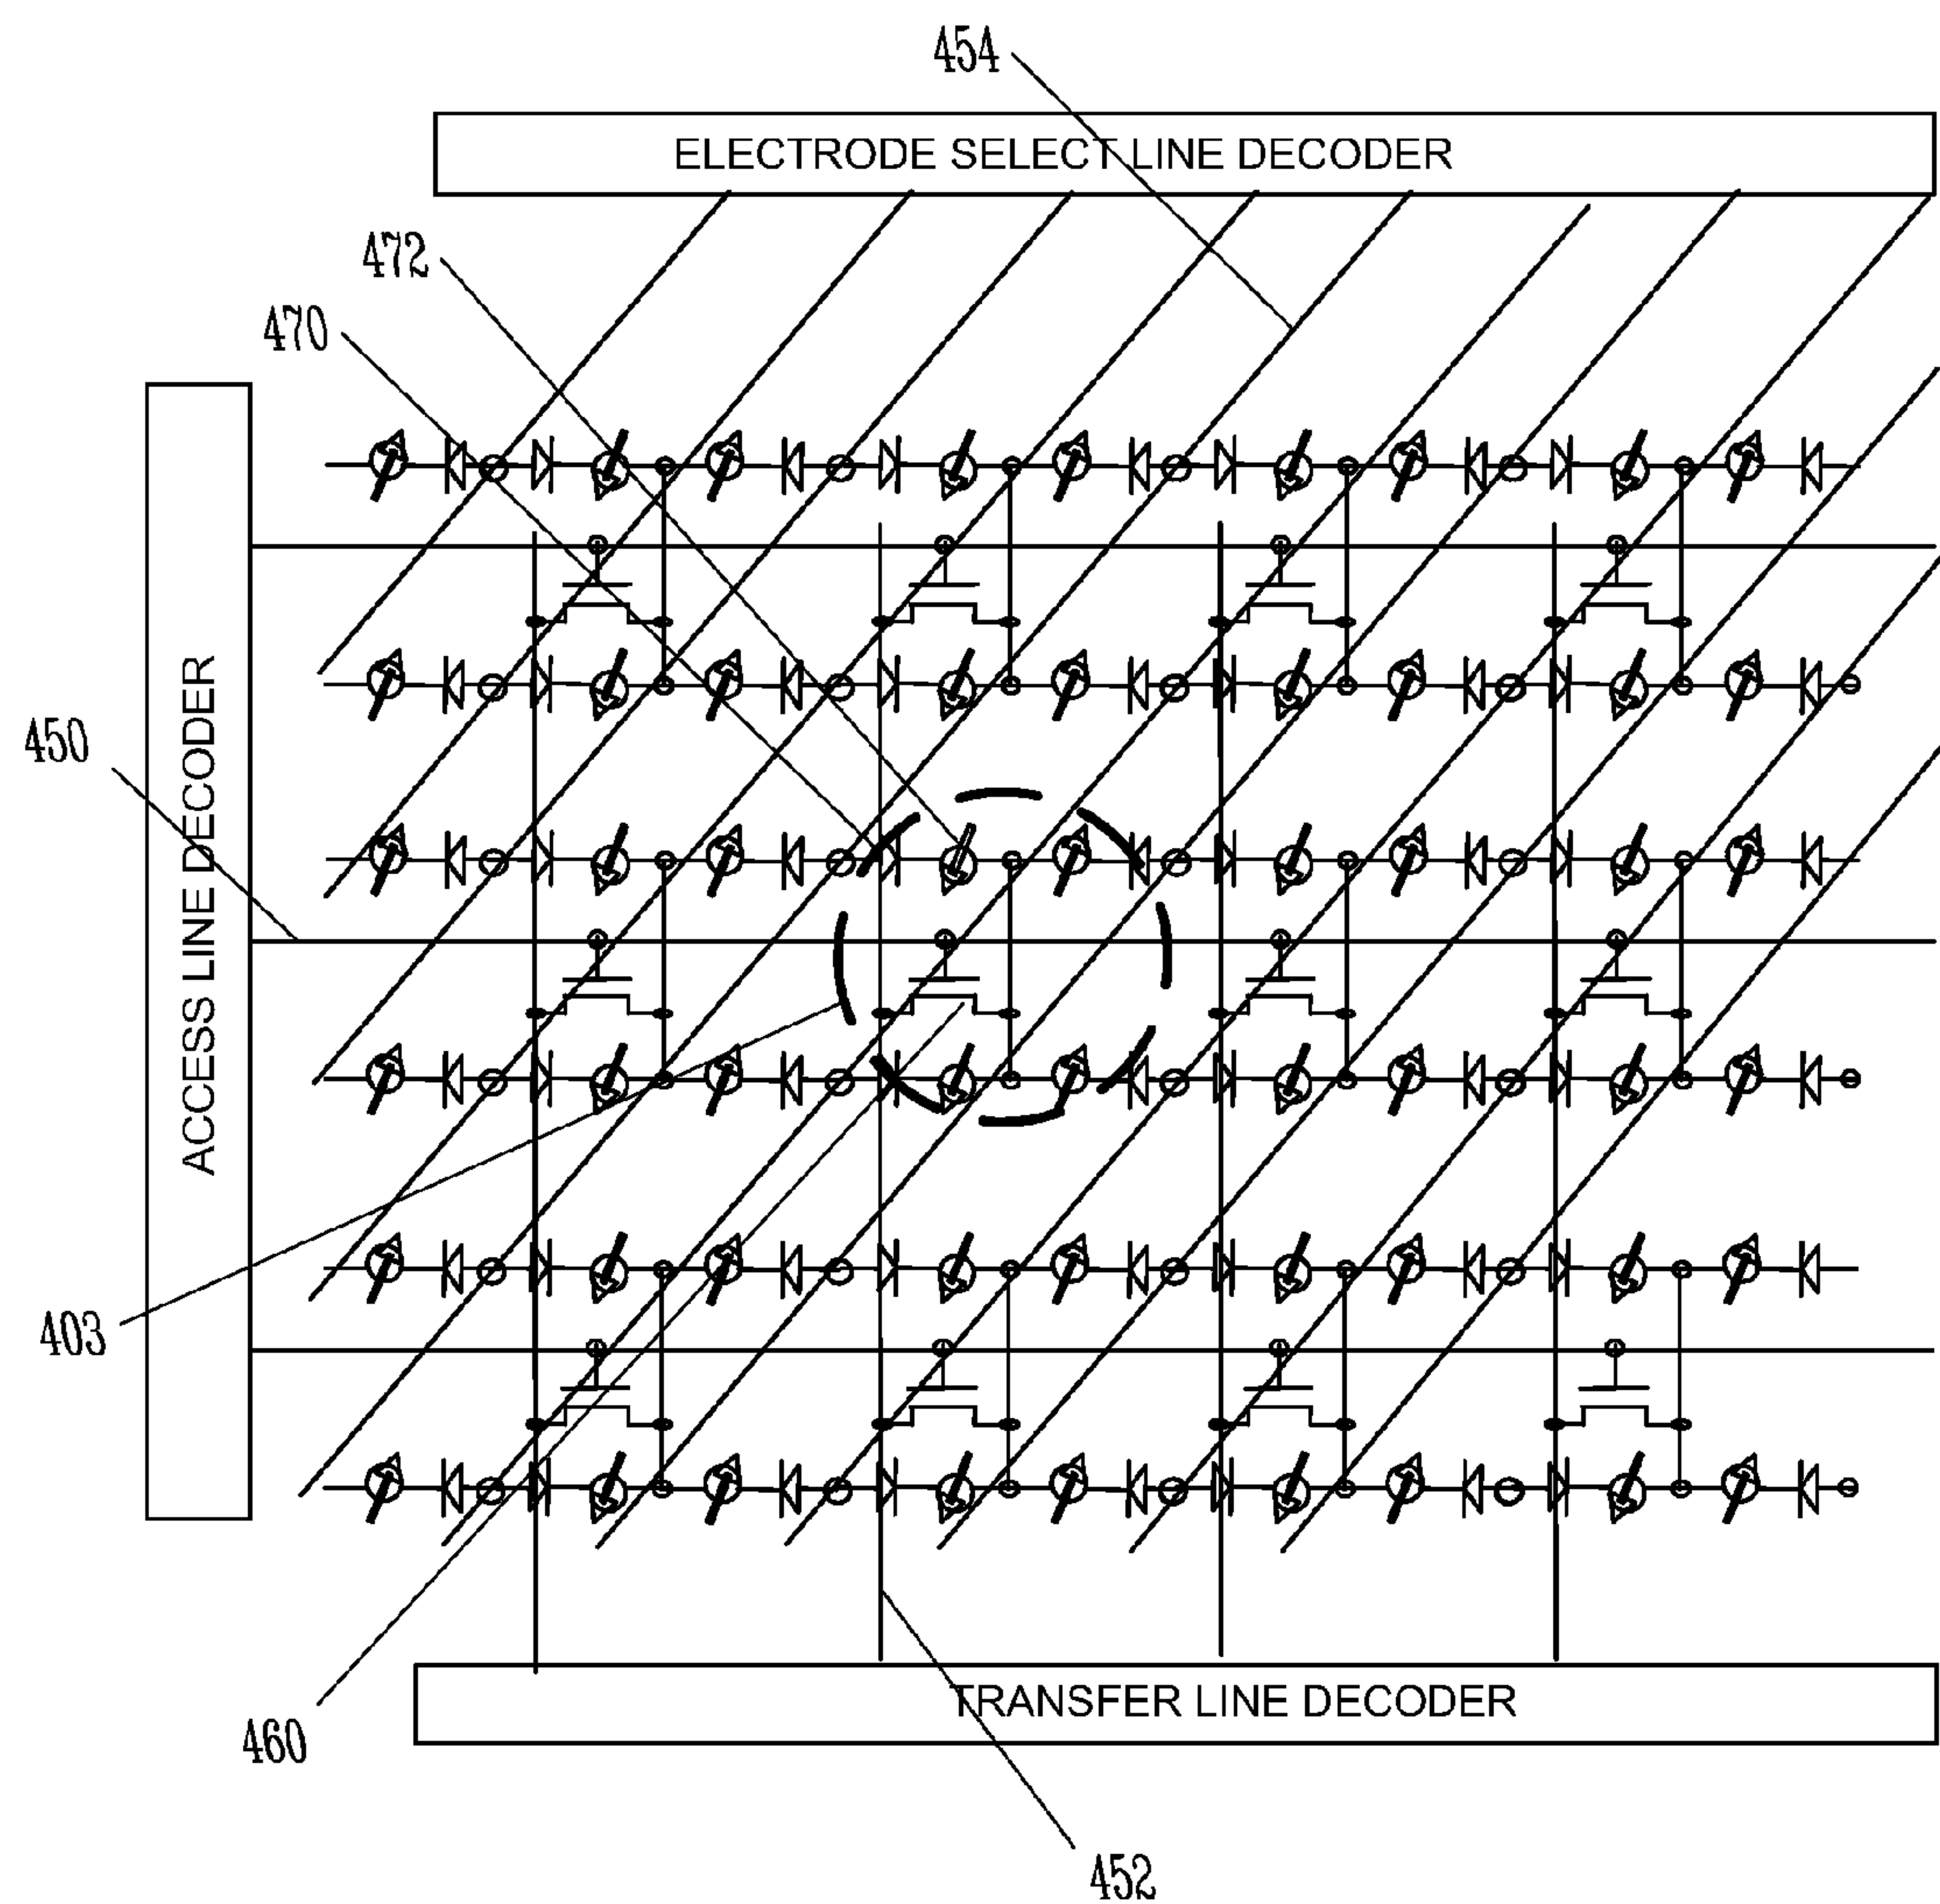 454
ELECTRODE SELECT LINE DECODER
472
470
450
ACCESS LINE DECODER
403
460
TRANSFER LINE DECODER
452